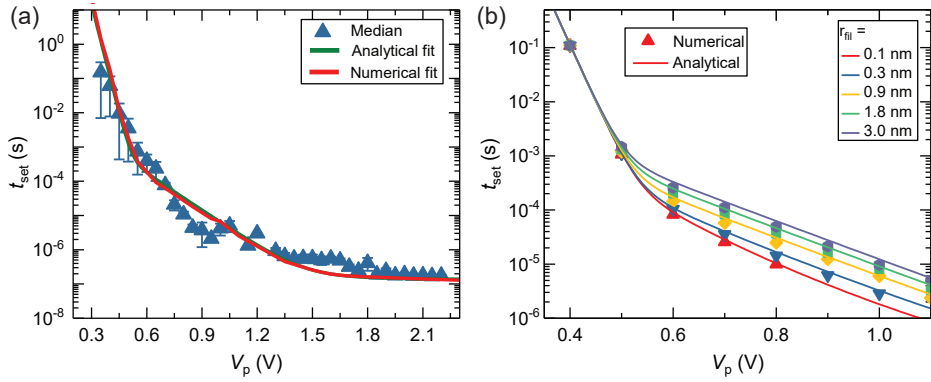 (a)
10⁰
10⁻²
10⁻⁴
10⁻⁶
10⁻⁸
t_set (s)
Median
Analytical fit
Numerical fit
0.3 0.6 0.9 1.2 1.5 1.8 2.1
V_p (V)
(b)
10⁻¹
10⁻²
10⁻³
10⁻⁴
10⁻⁵
10⁻⁶
t_set (s)
Numerical
Analytical
r_fil =
0.1 nm
0.3 nm
0.9 nm
1.8 nm
3.0 nm
0.4 0.6 0.8 1.0
V_p (V)